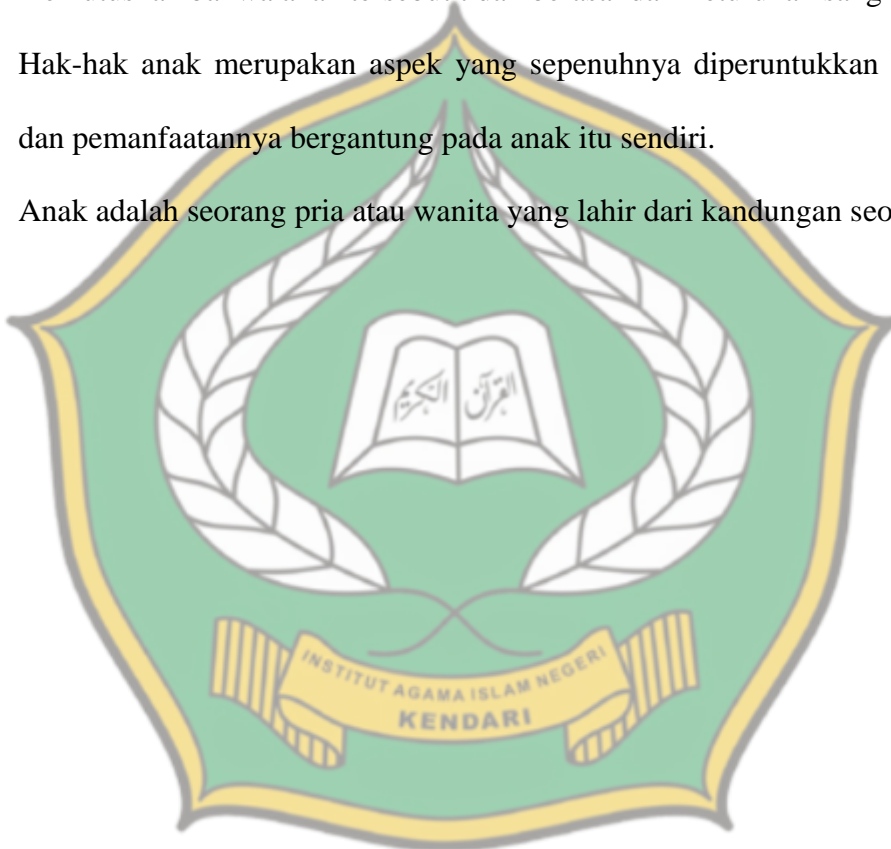 Hak-hak anak merupakan aspek yang sepenuhnya diperuntukkan
dan pemanfaatannya bergantung pada anak itu sendiri.
Anak adalah seorang pria atau wanita yang lahir dari kandungan
القرآن الكريم
INSTITUT AGAMA ISLAM NEGERI
KENDARI